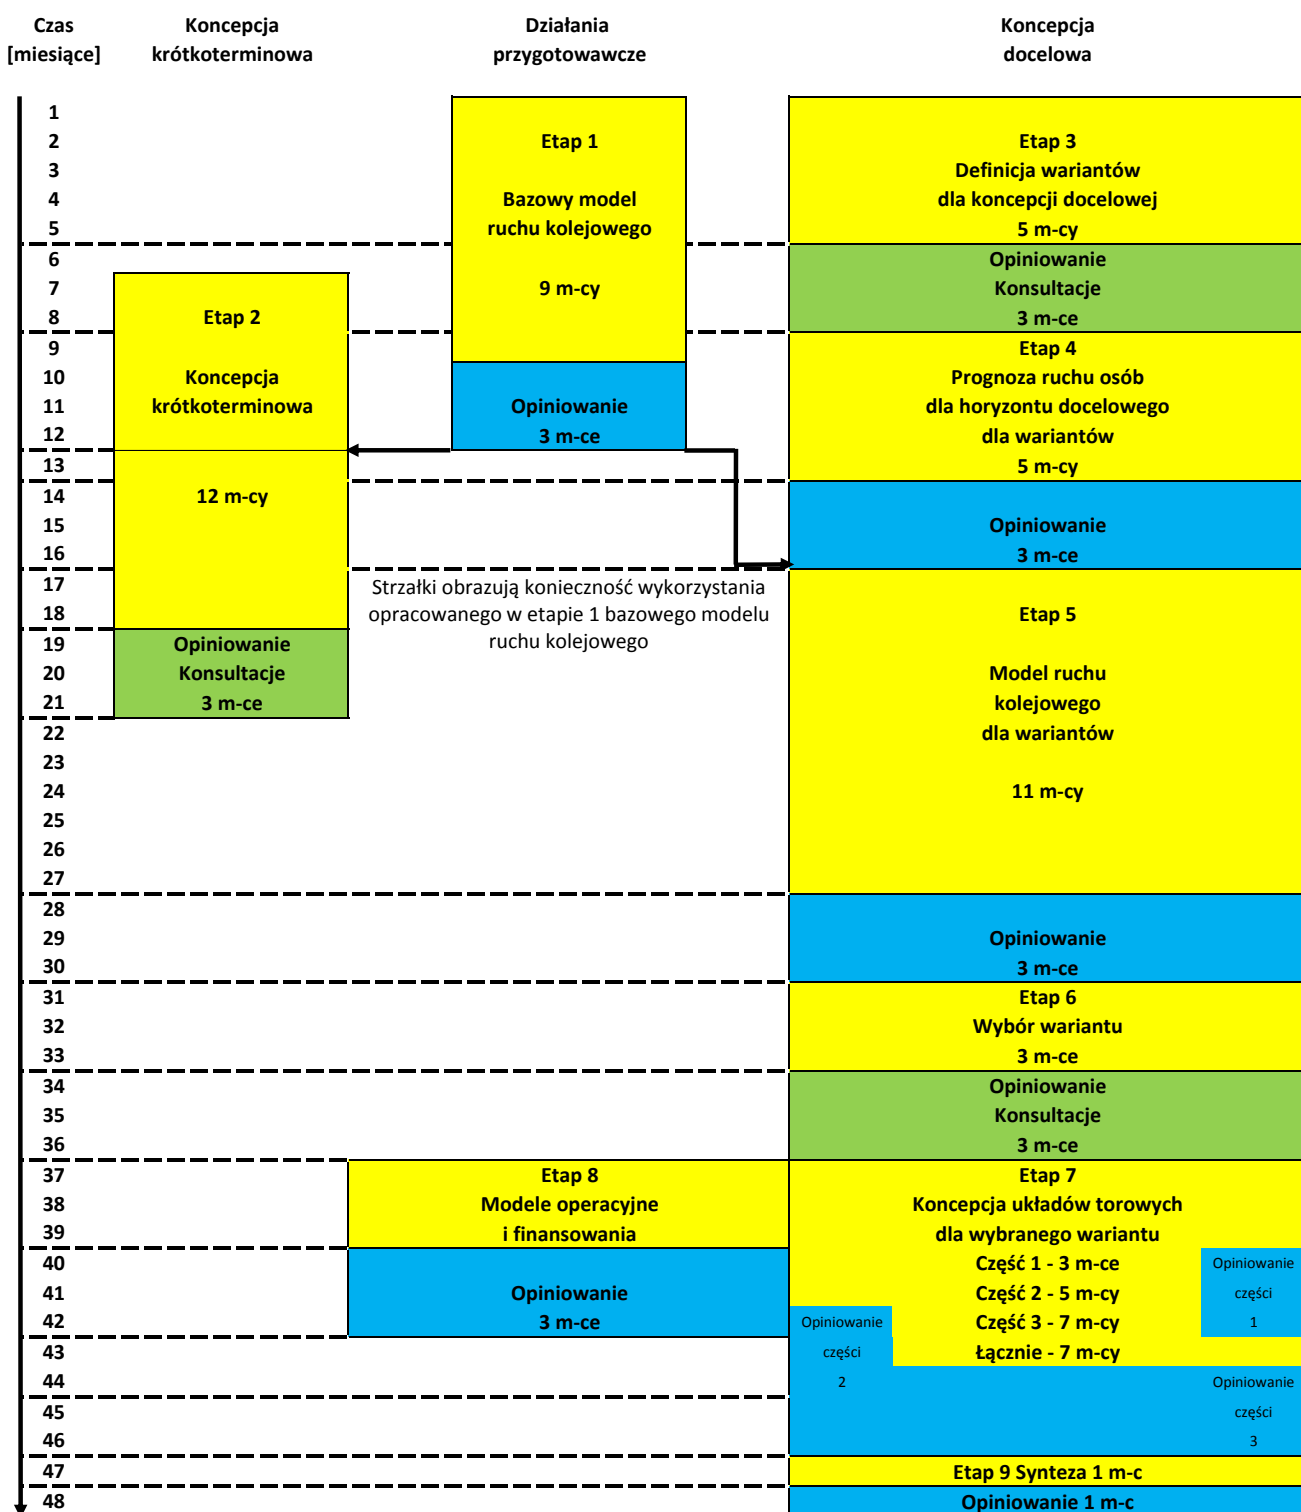 Czas
[miesiące]
Koncepcja
krótkoterminowa
Działania
przygotowawcze
Koncepcja
docelowa
1
2
3
4
5
6
7
8
9
10
11
12
13
14
15
16
17
18
19
20
21
22
23
24
25
26
27
28
29
30
31
32
33
34
35
36
37
38
39
40
41
42
43
44
45
46
47
48
Etap 2
Koncepcja
krótkoterminowa
12 m-cy
Opiniowanie
Konsultacje
3 m-ce
Etap 1
Bazowy model
ruchu kolejowego
9 m-cy
Opiniowanie
3 m-ce
Strzałki obrazują konieczność wykorzystania
opracowanego w etapie 1 bazowego modelu
ruchu kolejowego
Etap 8
Modele operacyjne
i finansowania
Opiniowanie
3 m-ce
Etap 3
Definicja wariantów
dla koncepcji docelowej
5 m-cy
Opiniowanie
Konsultacje
3 m-ce
Etap 4
Prognoza ruchu osób
dla horyzontu docelowego
dla wariantów
5 m-cy
Opiniowanie
3 m-ce
Etap 5
Model ruchu
kolejowego
dla wariantów
11 m-cy
Opiniowanie
3 m-ce
Etap 6
Wybór wariantu
3 m-ce
Opiniowanie
Konsultacje
3 m-ce
Etap 7
Koncepcja układów torowych
dla wybranego wariantu
Część 1 - 3 m-ce
Część 2 - 5 m-cy
Część 3 - 7 m-cy
Łącznie - 7 m-cy
Opiniowanie
części
1
Opiniowanie
części
2
Opiniowanie
części
3
Etap 9 Synteza 1 m-c
Opiniowanie 1 m-c